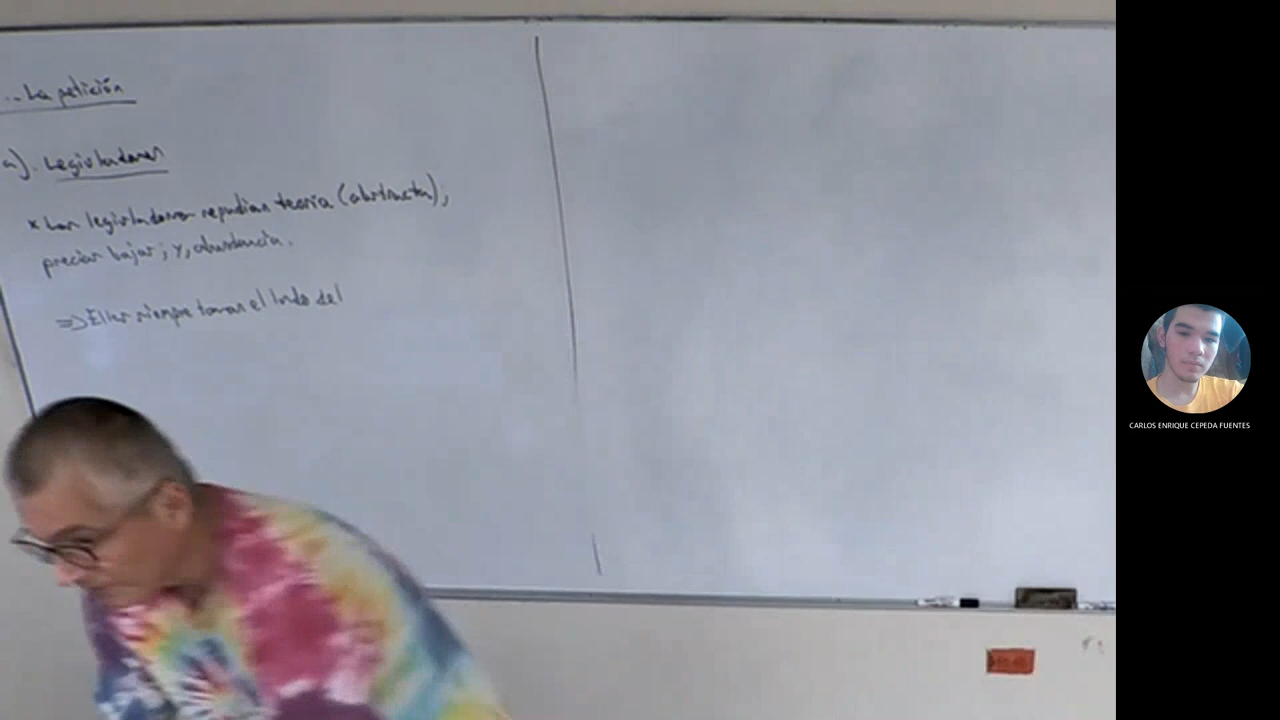 ... La petición
a). Legisladores
* Los legisladores repudian teoría (abstracta);
precios bajos; y, abundancia.
=> Ellos siempre toman el lado del
CARLOS ENRIQUE CEPEDA FUENTES